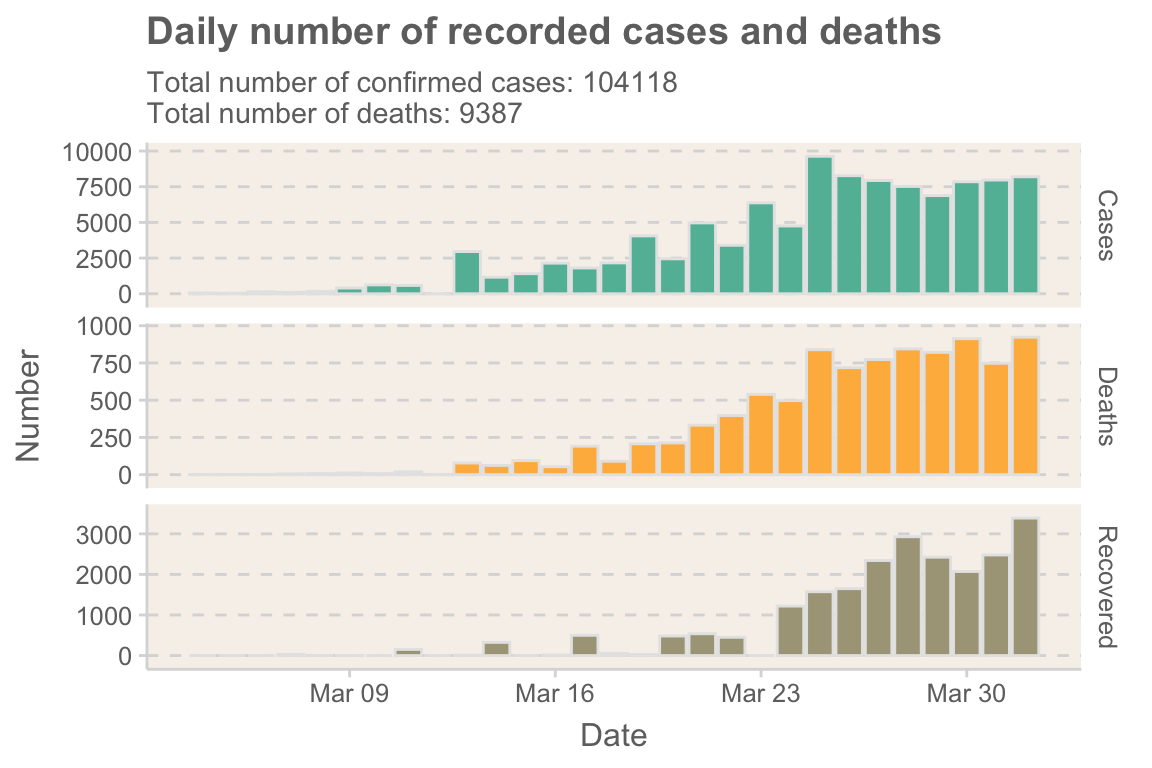 Daily number of recorded cases and deaths
Total number of confirmed cases: 104118
Total number of deaths: 9387
10000
7500
5000
2500
0
Cases
1000
750
500
250
0
Deaths
3000
2000
1000
0
Recovered
Number
Mar 09 Mar 16 Mar 23 Mar 30
Date